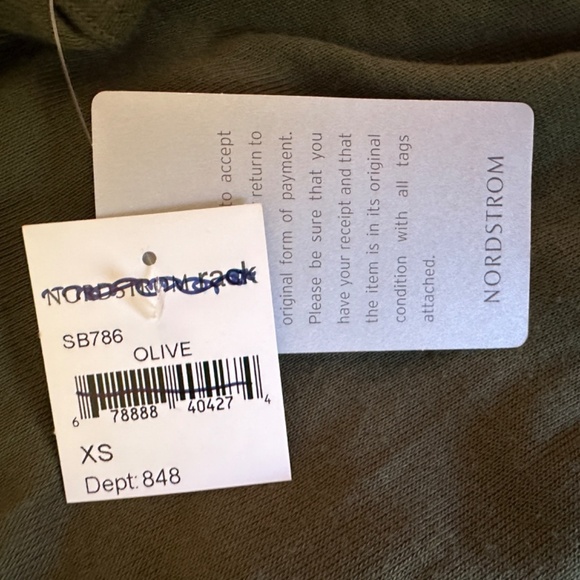 NORDSTROM rack
SB786
OLIVE
6 78888 40427 4
XS
Dept: 848
to accept
return to
original form of payment.
Please be sure that you
have your receipt and that
the item is in its original
condition with all tags
attached.
NORDSTROM